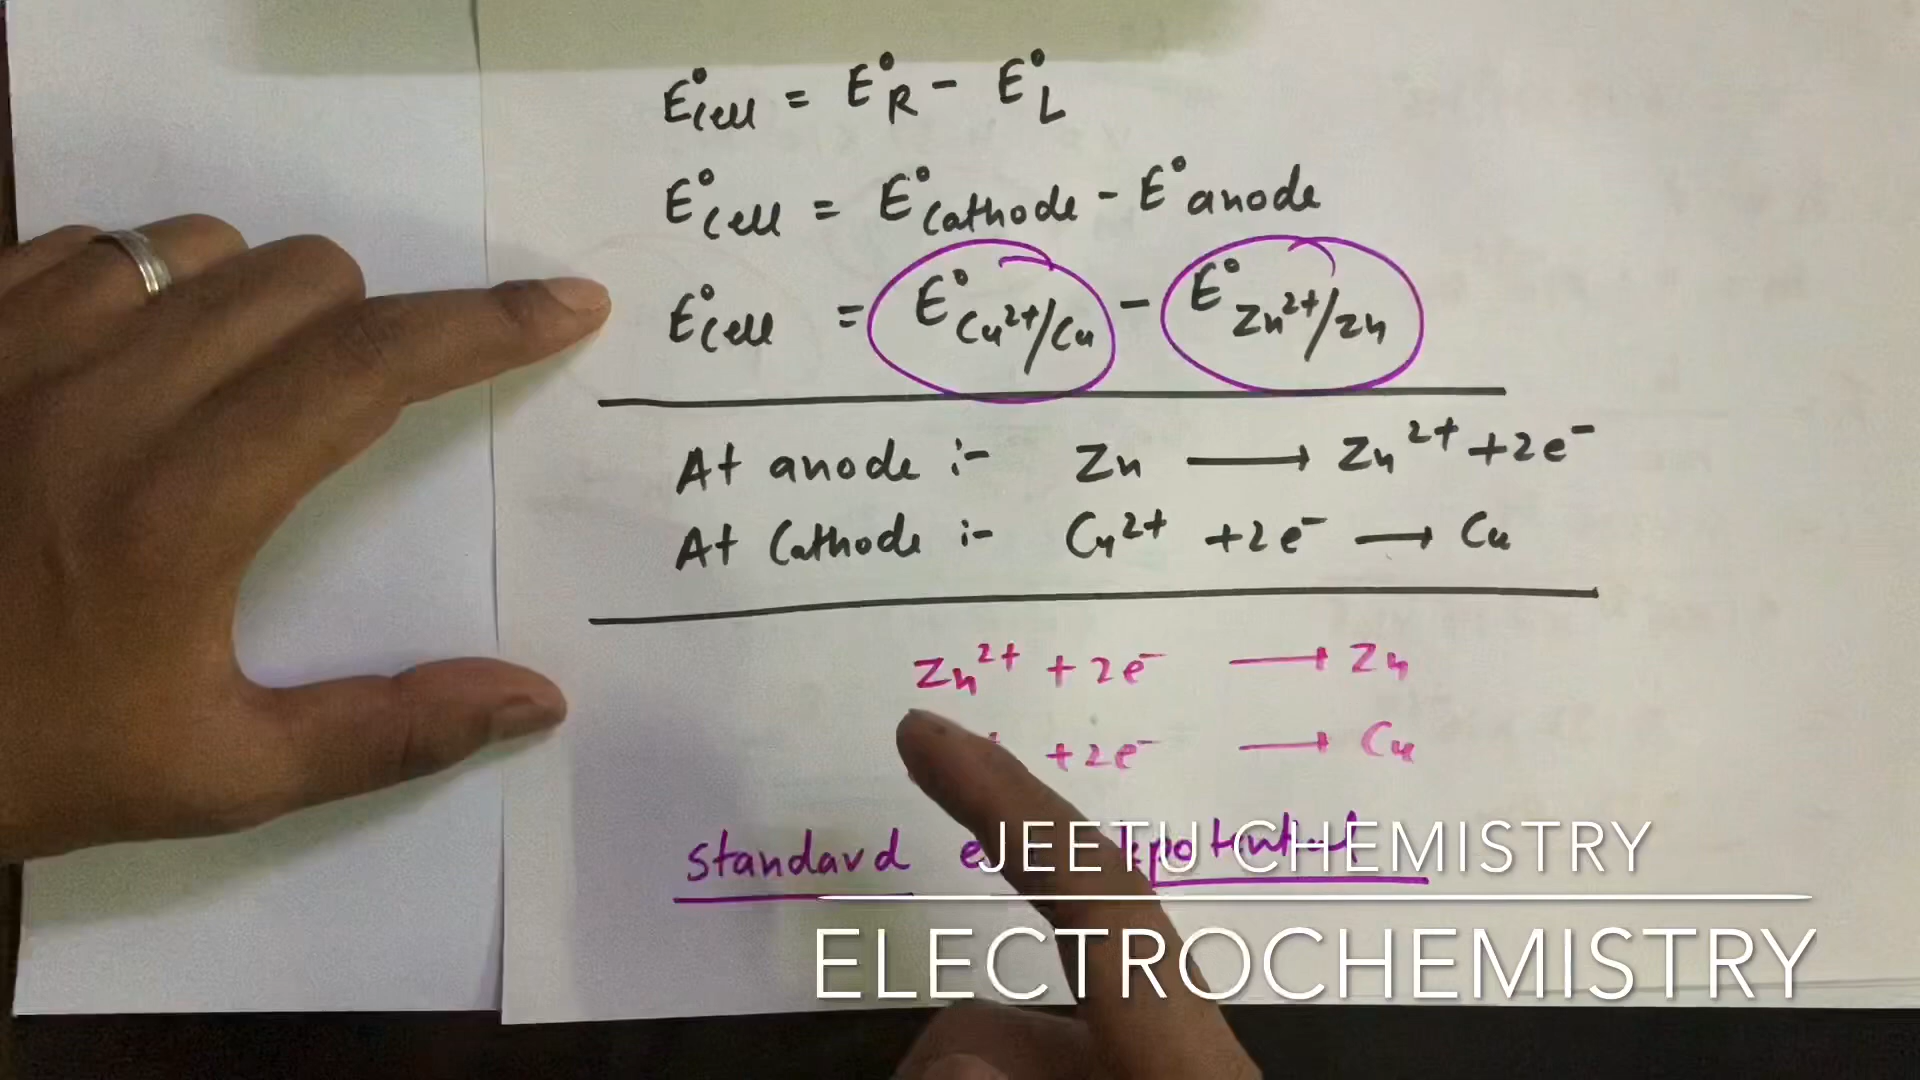 E°cell = E°R - E°L
E°cell = E°cathode - E°anode
E°cell = E°Cu²⁺/Cu - E°Zn²⁺/Zn
At anode :- Zn ⟶ Zn²⁺ + 2e⁻
At Cathode :- Cu²⁺ + 2e⁻ ⟶ Cu
Zn²⁺ + 2e⁻ ⟶ Zn
+ 2e⁻ ⟶ Cu
standard potential
JEETU CHEMISTRY
ELECTROCHEMISTRY